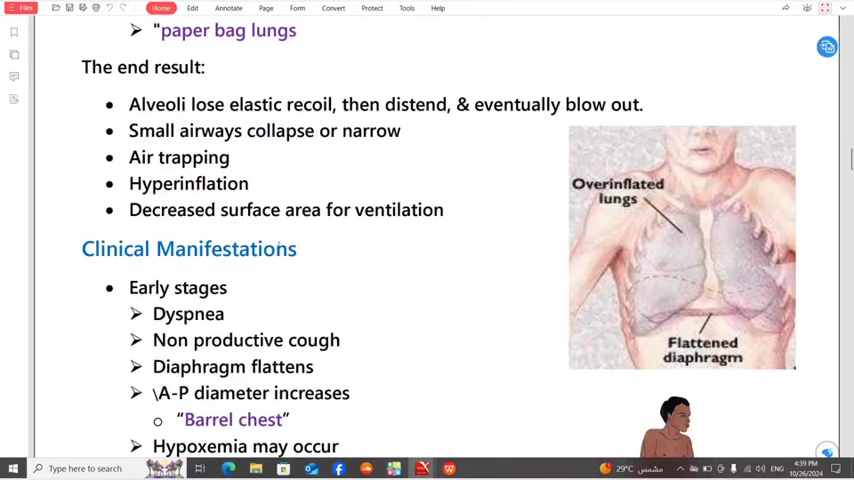 Files
Home
Edit
Annotate
Page
Form
Convert
Protect
Tools
Help
➢ "paper bag lungs
The end result:
• Alveoli lose elastic recoil, then distend, & eventually blow out.
• Small airways collapse or narrow
• Air trapping
• Hyperinflation
• Decreased surface area for ventilation
Overinflated
lungs
Flattened
diaphragm
Clinical Manifestations
• Early stages
➢ Dyspnea
➢ Non productive cough
➢ Diaphragm flattens
➢ \A-P diameter increases
o "Barrel chest"
➢ Hypoxemia may occur
Type here to search
29°C مشمس
4:39 PM
10/26/2024